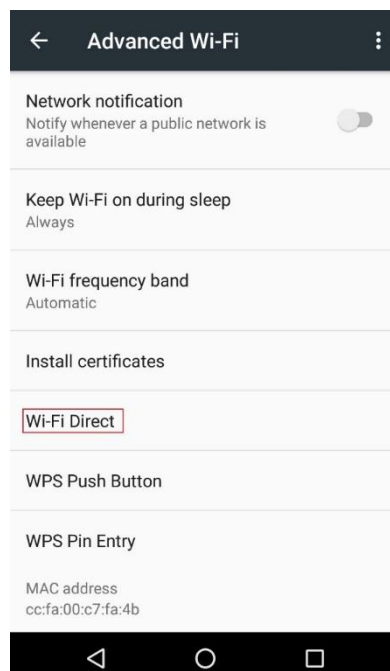 Advanced Wi-Fi
Network notification
Notify whenever a public network is
available
Keep Wi-Fi on during sleep
Always
Wi-Fi frequency band
Automatic
Install certificates
Wi-Fi Direct
WPS Push Button
WPS Pin Entry
MAC address
cc:fa:00:c7:fa:4b